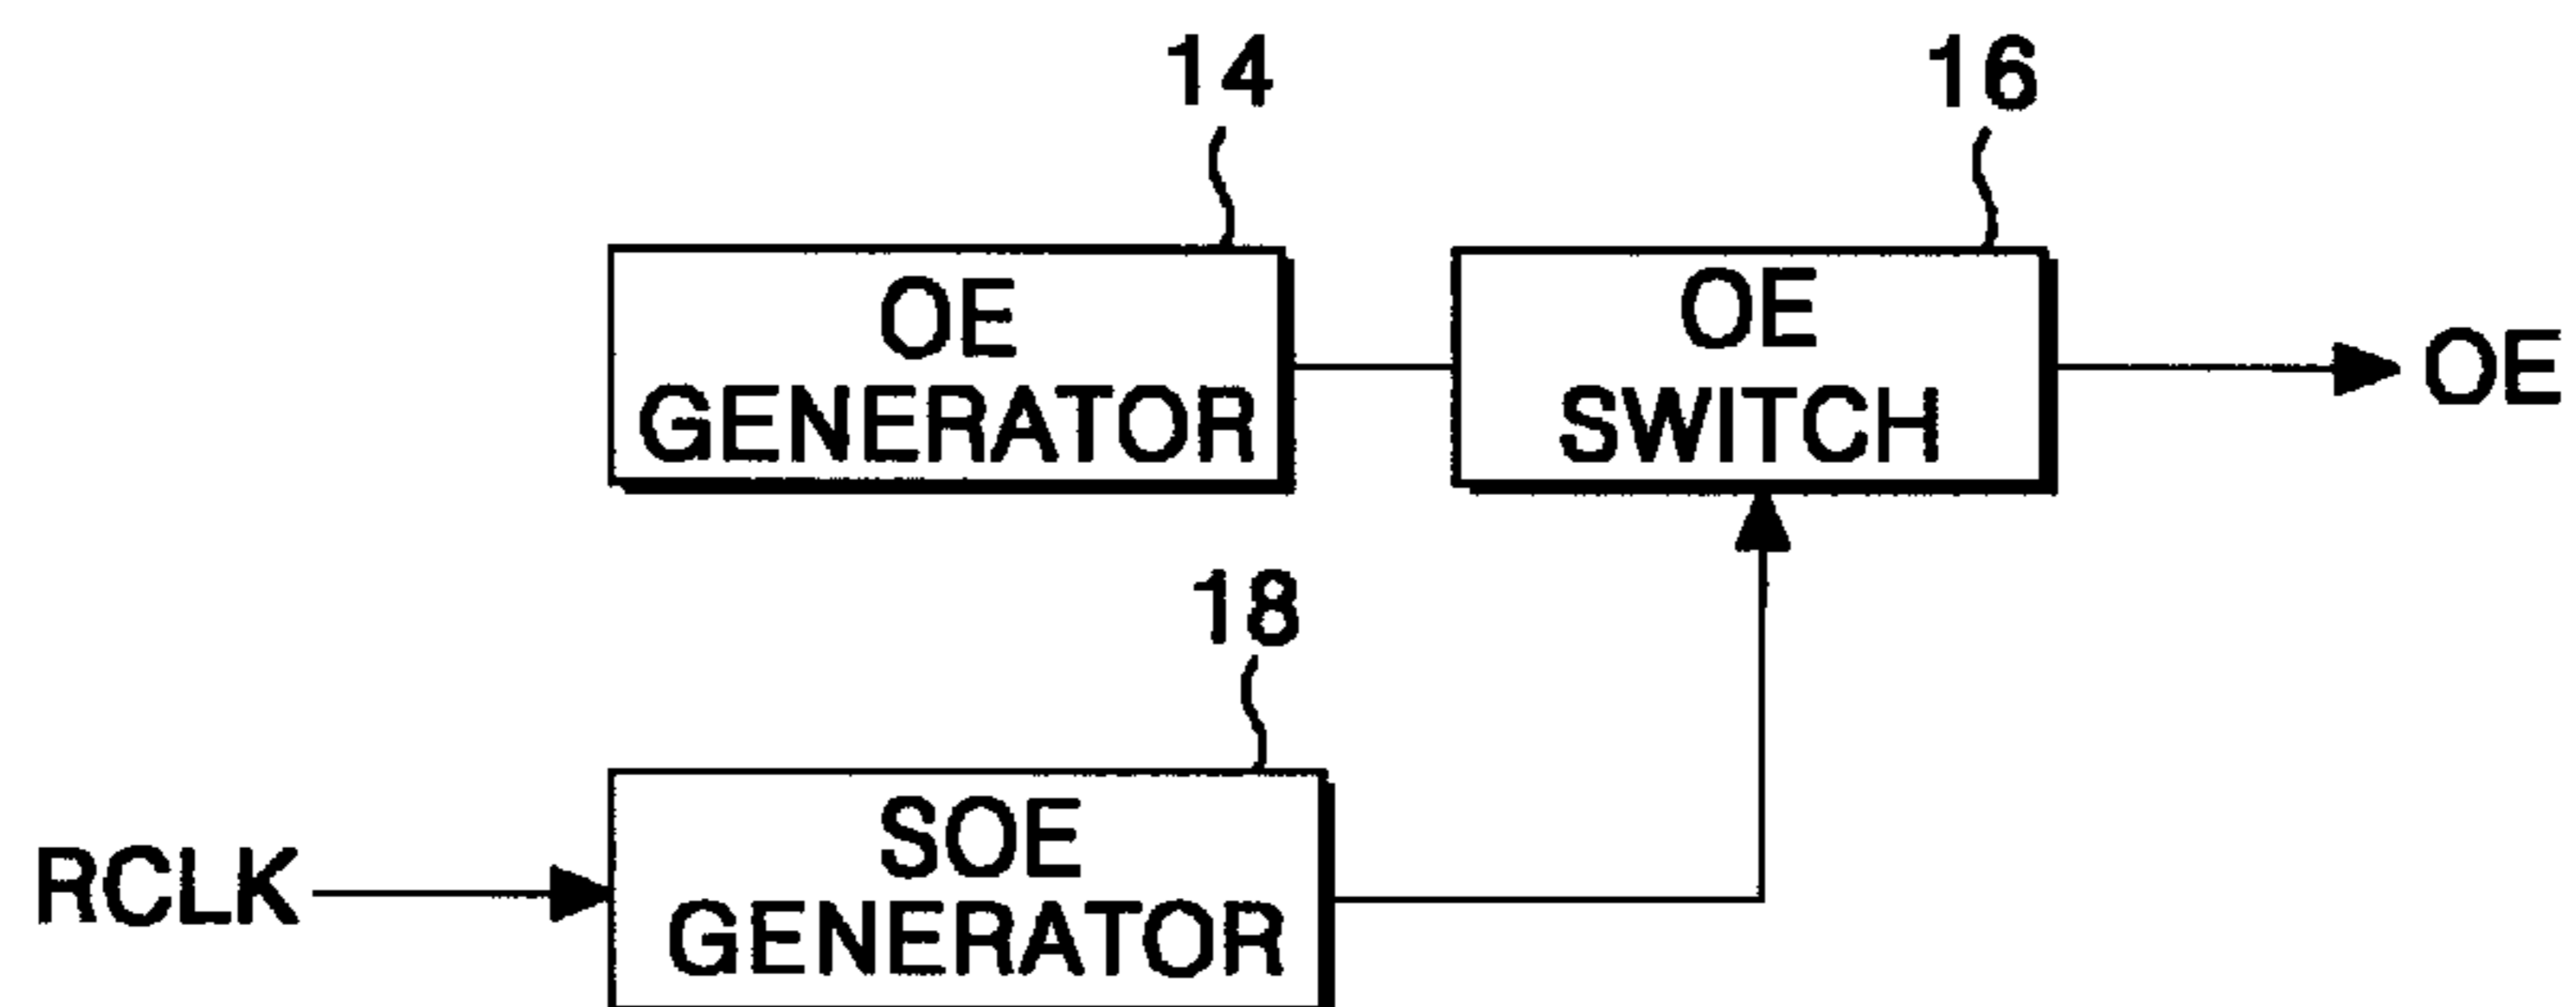 14
16
OE
GENERATOR
OE
SWITCH
OE
18
RCLK
SOE
GENERATOR